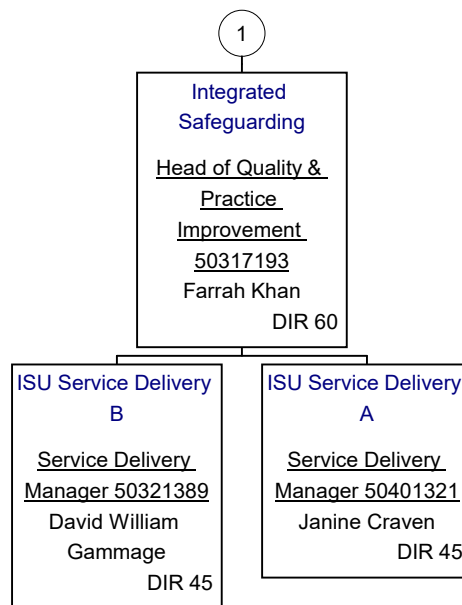 1
Integrated
Safeguarding
Head of Quality &
Practice
Improvement
50317193
Farrah Khan
DIR 60
ISU Service Delivery
B
Service Delivery
Manager 50321389
David William
Gammage
DIR 45
ISU Service Delivery
A
Service Delivery
Manager 50401321
Janine Craven
DIR 45